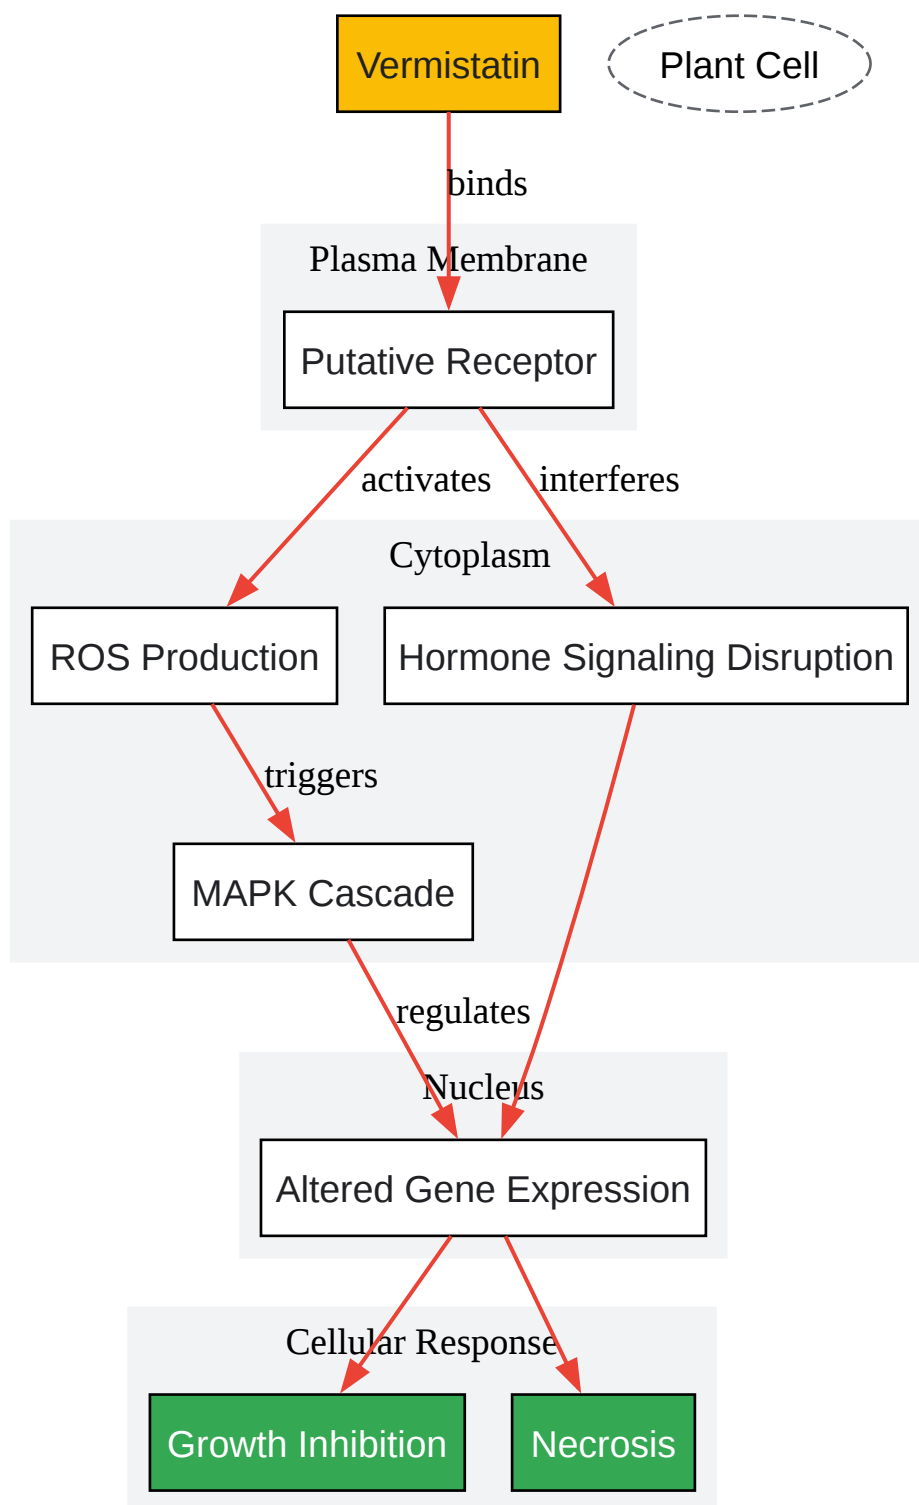 Vermistatin
Plant Cell
binds
Plasma Membrane
Putative Receptor
activates
interferes
Cytoplasm
ROS Production
Hormone Signaling Disruption
triggers
MAPK Cascade
regulates
Nucleus
Altered Gene Expression
Cellular Response
Growth Inhibition
Necrosis